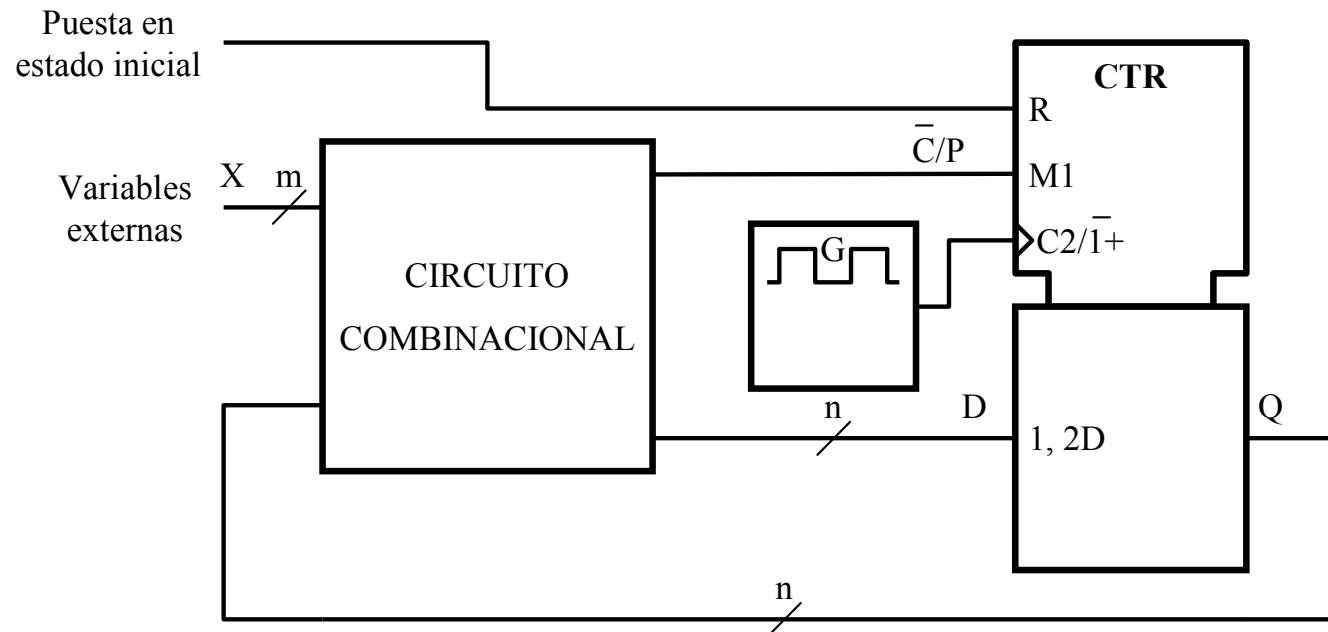 Puesta en
estado inicial
CTR
R
C̅/P
M1
Variables
externas
X
m
G
C2/1̅+
CIRCUITO
COMBINACIONAL
n
D
Q
1, 2D
n